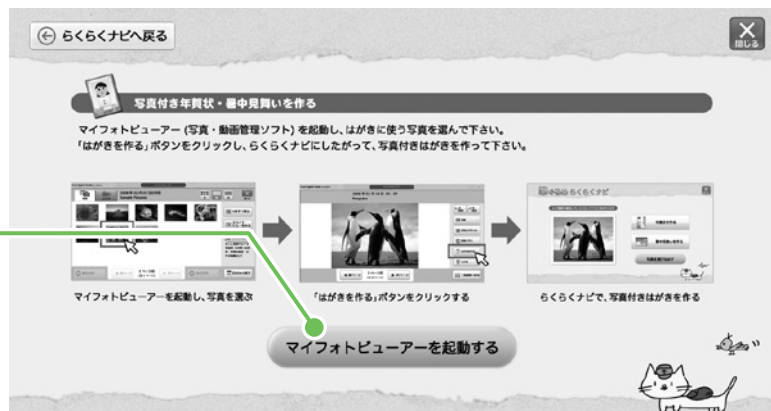 らくらくナビへ戻る
閉じる
写真付き年賀状・暑中見舞いを作る
マイフォトビューアー (写真・動画管理ソフト) を起動し、はがきに使う写真を選んで下さい。
「はがきを作る」ボタンをクリックし、らくらくナビにしたがって、写真付きはがきを作って下さい。
らくらくナビ
マイフォトビューアーを起動し、写真を選ぶ
「はがきを作る」ボタンをクリックする
らくらくナビで、写真付きはがきを作る
マイフォトビューアーを起動する